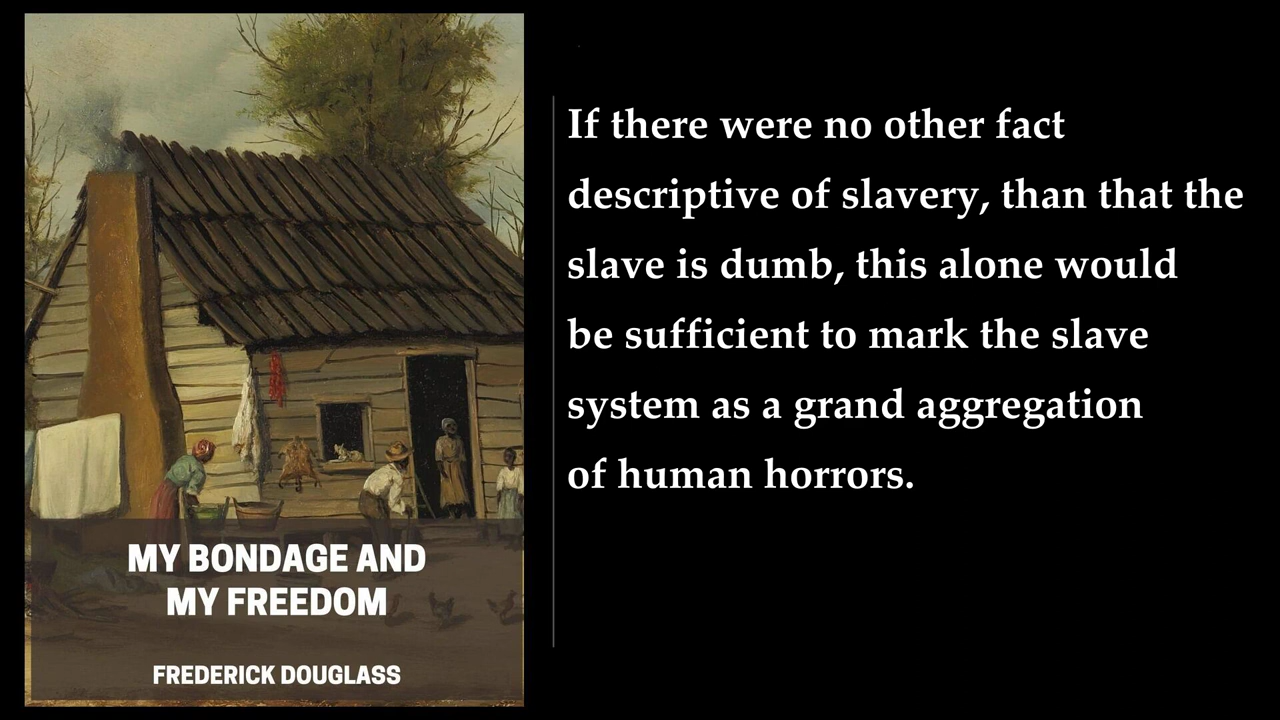 If there were no other fact
descriptive of slavery, than that the
slave is dumb, this alone would
be sufficient to mark the slave
system as a grand aggregation
of human horrors.
MY BONDAGE AND
MY FREEDOM
FREDERICK DOUGLASS